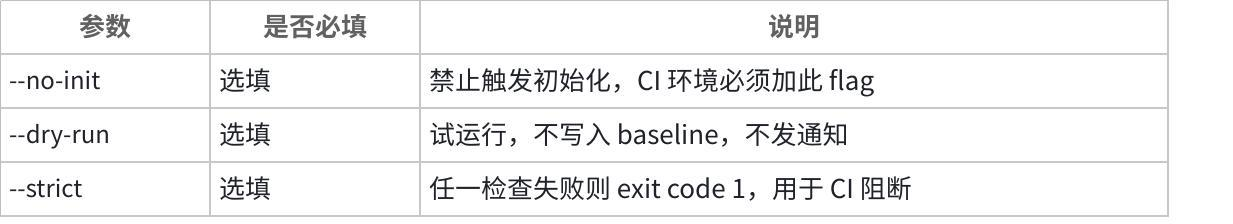 参数 是否必填 说明
--no-init 选填 禁止触发初始化，CI 环境必须加此 flag
--dry-run 选填 试运行，不写入 baseline，不发通知
--strict 选填 任一检查失败则 exit code 1，用于 CI 阻断